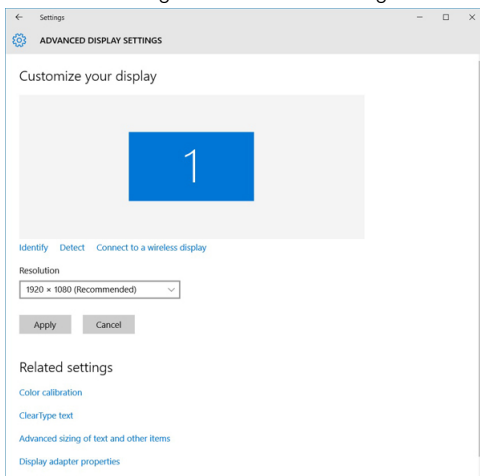 Settings
ADVANCED DISPLAY SETTINGS
Customize your display
1
Identify Detect Connect to a wireless display
Resolution
1920 × 1080 (Recommended)
Apply Cancel
Related settings
Color calibration
ClearType text
Advanced sizing of text and other items
Display adapter properties